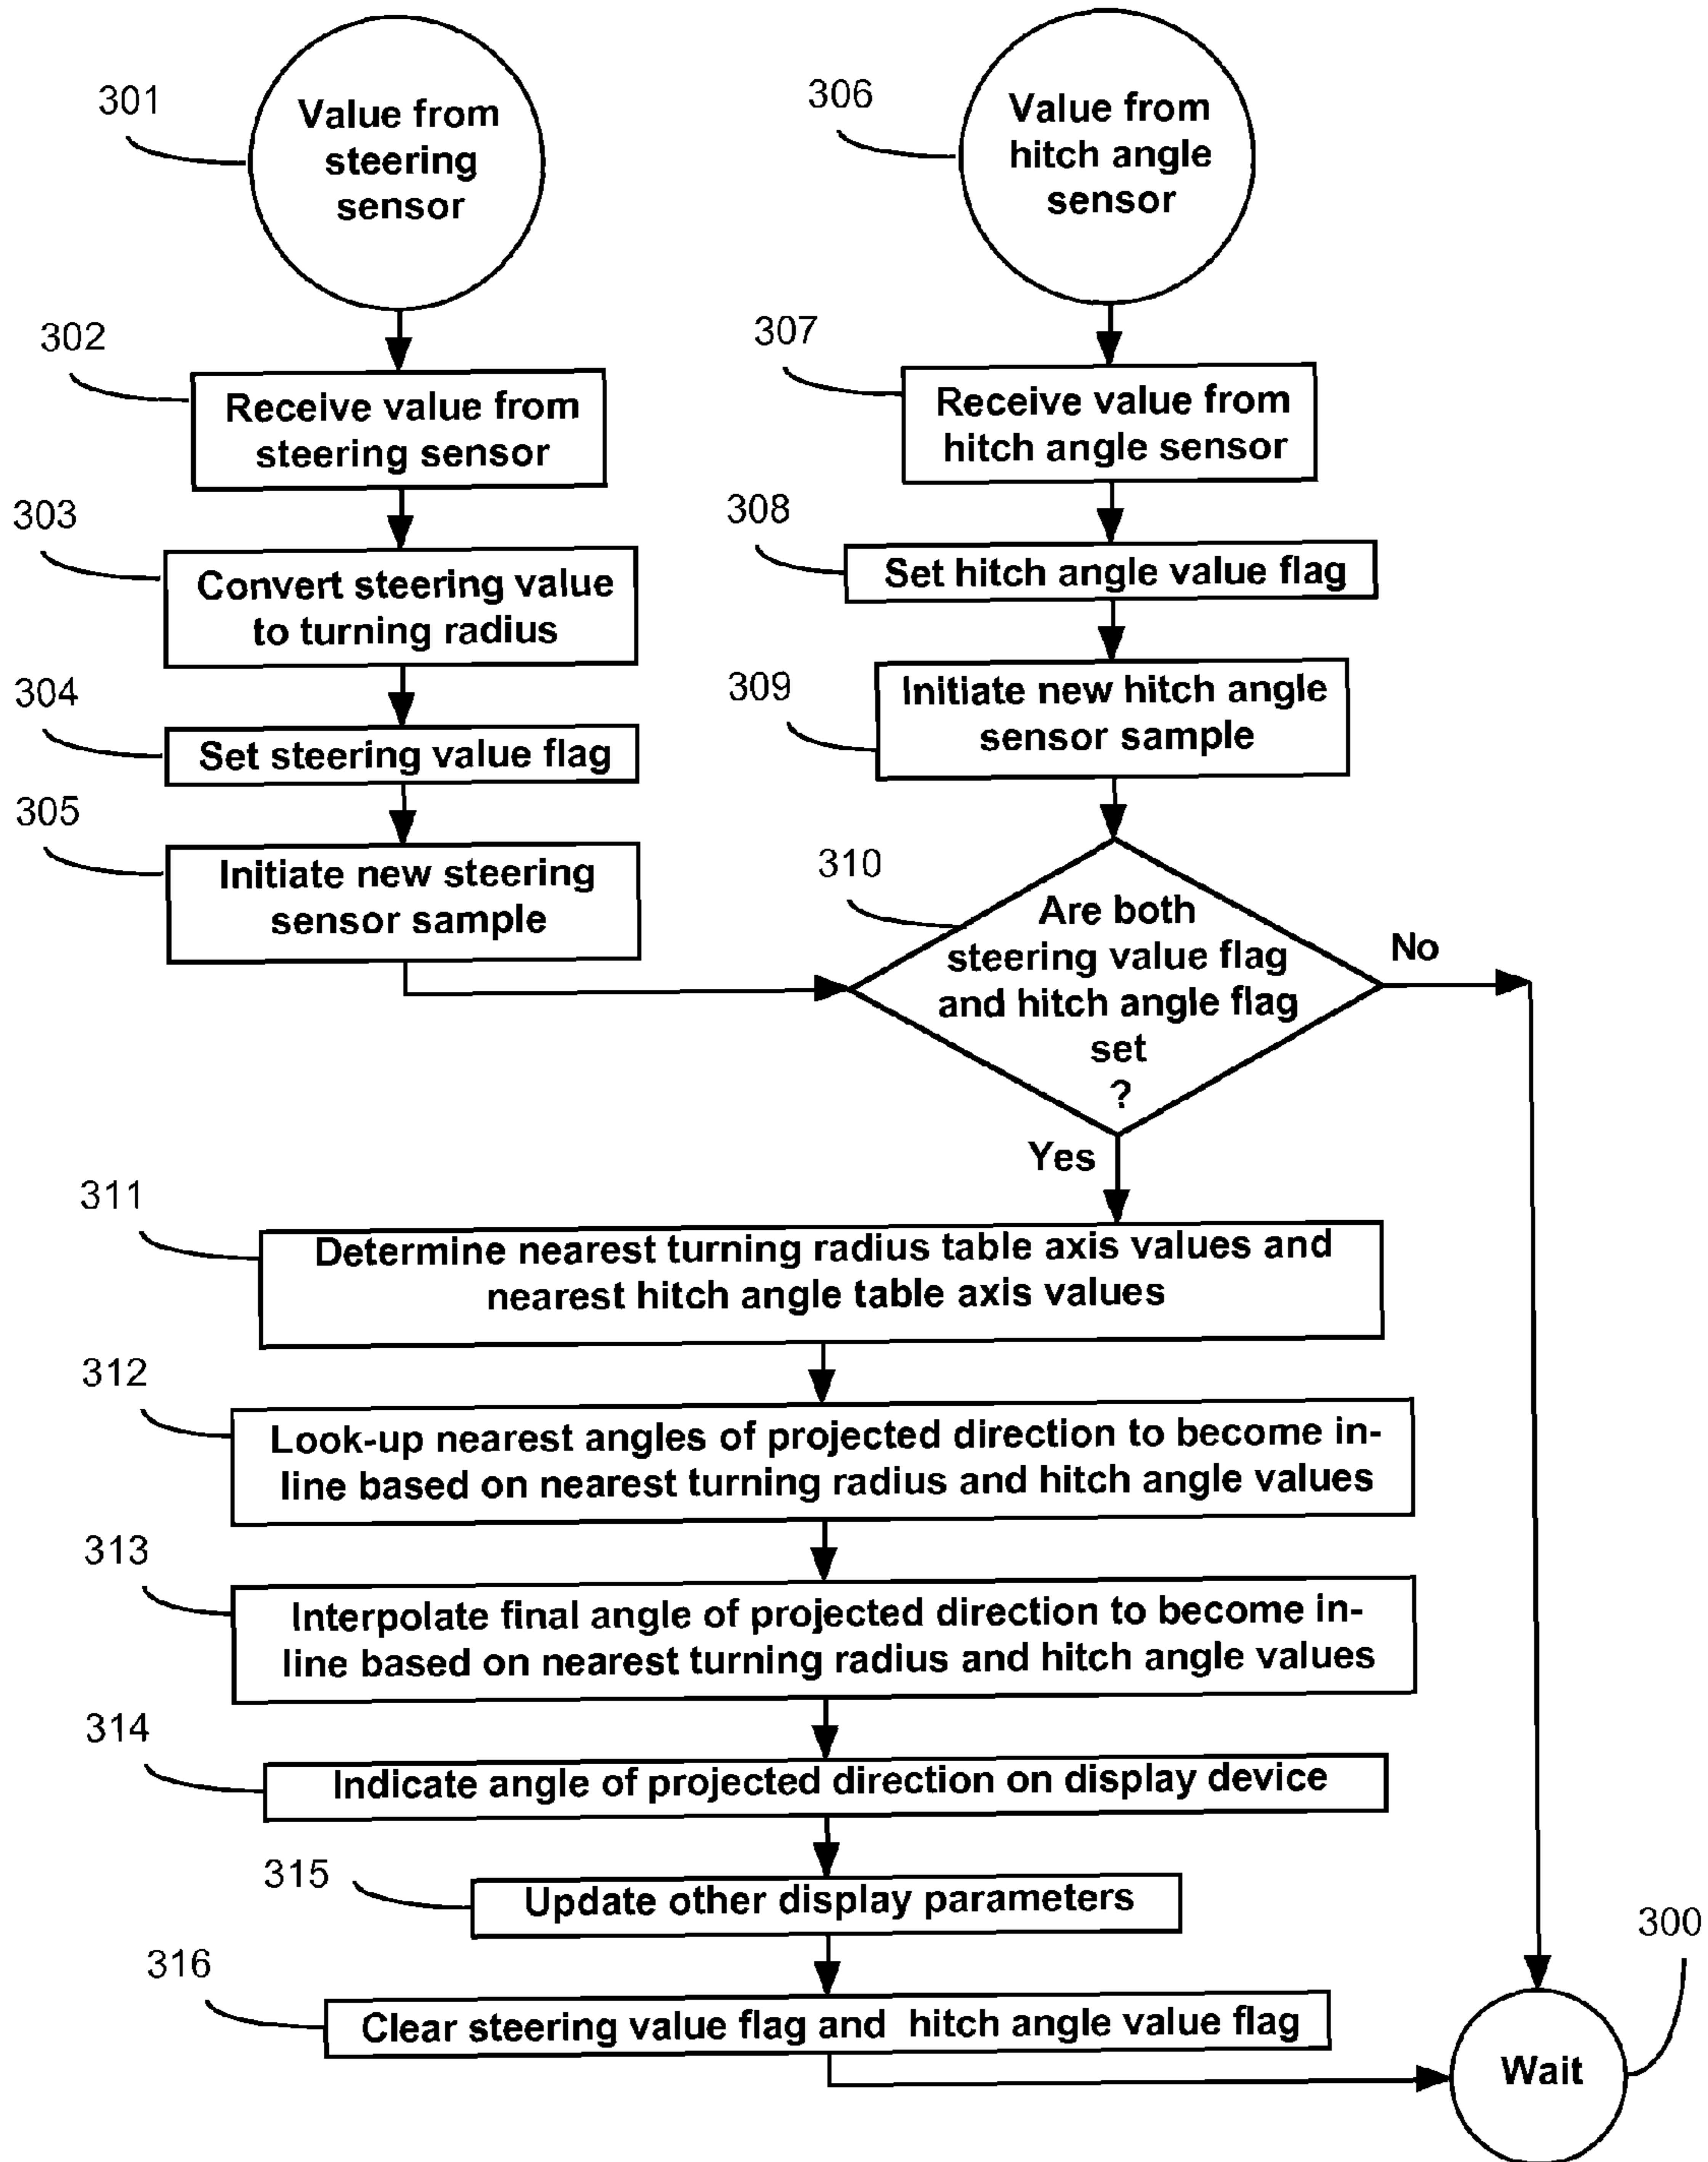 301
Value from
steering
sensor
306
Value from
hitch angle
sensor
302
Receive value from
steering sensor
307
Receive value from
hitch angle sensor
303
Convert steering value
to turning radius
308
Set hitch angle value flag
304
Set steering value flag
309
Initiate new hitch angle
sensor sample
305
Initiate new steering
sensor sample
310
Are both
steering value flag
and hitch angle flag
set
?
No
Yes
311
Determine nearest turning radius table axis values and
nearest hitch angle table axis values
312
Look-up nearest angles of projected direction to become in-
line based on nearest turning radius and hitch angle values
313
Interpolate final angle of projected direction to become in-
line based on nearest turning radius and hitch angle values
314
Indicate angle of projected direction on display device
315
Update other display parameters
316
Clear steering value flag and hitch angle value flag
300
Wait